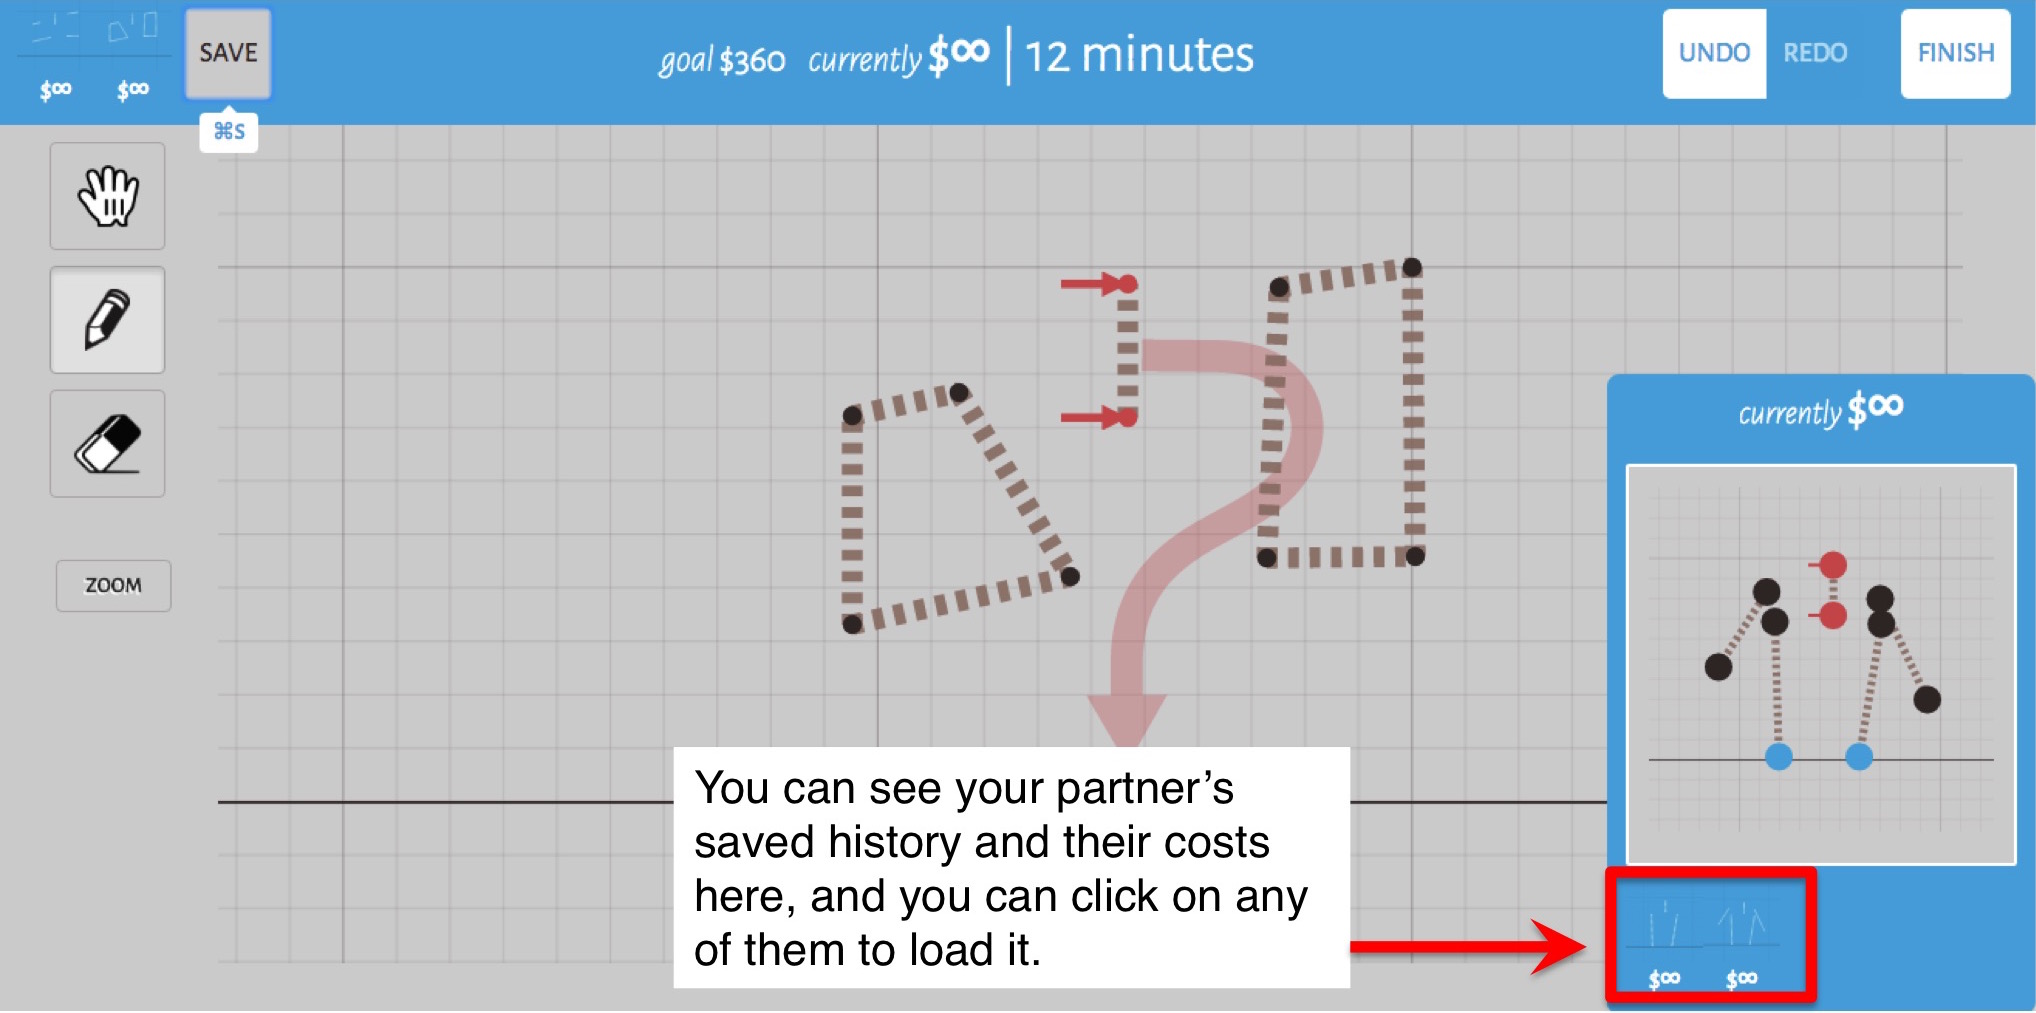 SAVE
goal $360 currently $∞ | 12 minutes
UNDO REDO
FINISH
$∞ $∞
⌘S
ZOOM
currently $∞
You can see your partner’s
saved history and their costs
here, and you can click on any
of them to load it.
$∞ $∞